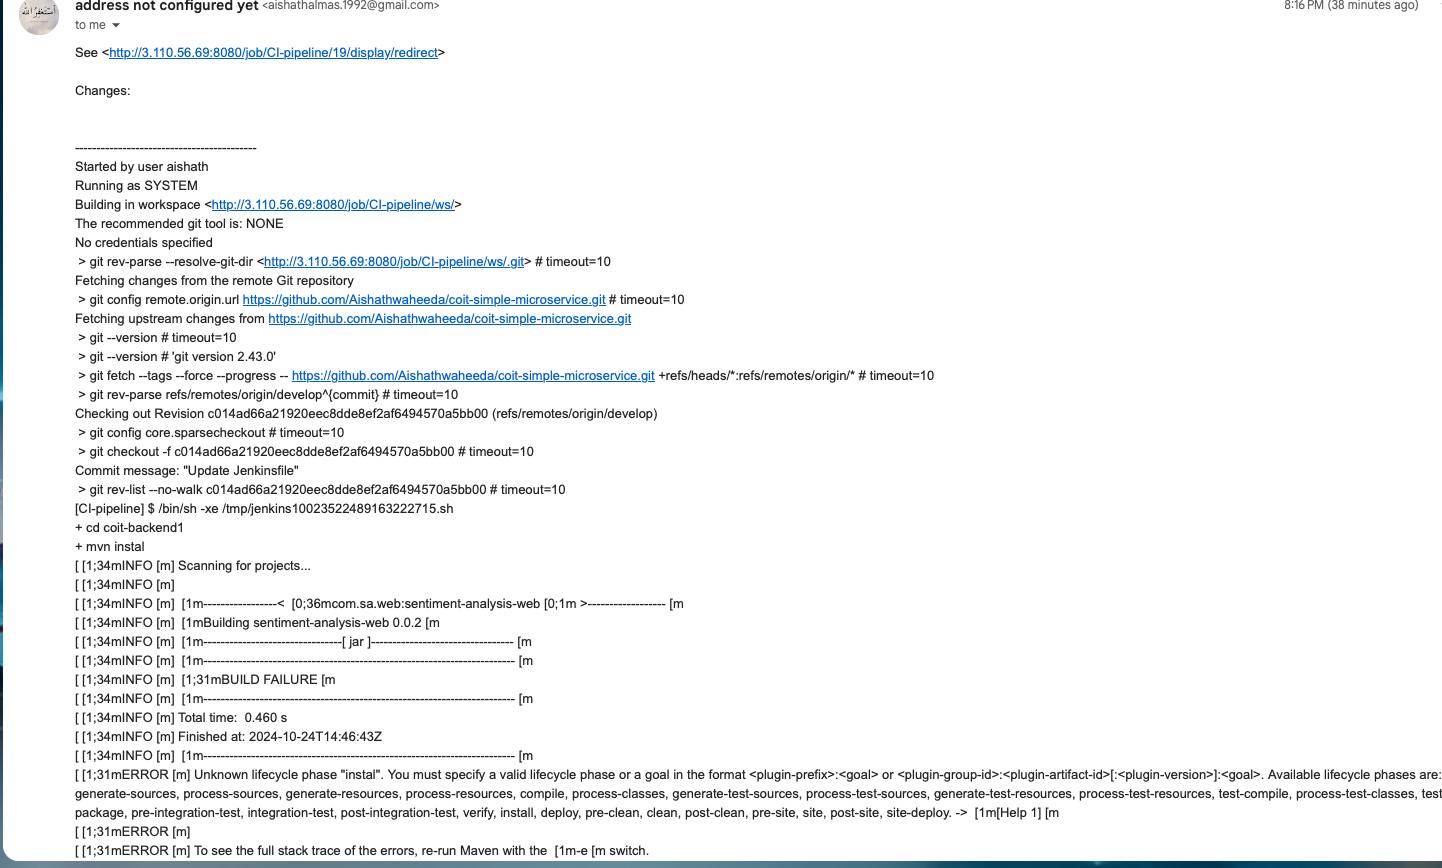 address not configured yet <aishathalmas.1992@gmail.com>
8:16 PM (38 minutes ago)
أستغفر الله
to me
See <http://3.110.56.69:8080/job/CI-pipeline/19/display/redirect>
Changes:
------------------------------------------
Started by user aishath
Running as SYSTEM
Building in workspace <http://3.110.56.69:8080/job/CI-pipeline/ws/>
The recommended git tool is: NONE
No credentials specified
> git rev-parse --resolve-git-dir <http://3.110.56.69:8080/job/CI-pipeline/ws/.git> # timeout=10
Fetching changes from the remote Git repository
> git config remote.origin.url https://github.com/Aishathwaheeda/coit-simple-microservice.git # timeout=10
Fetching upstream changes from https://github.com/Aishathwaheeda/coit-simple-microservice.git
> git --version # timeout=10
> git --version # 'git version 2.43.0'
> git fetch --tags --force --progress -- https://github.com/Aishathwaheeda/coit-simple-microservice.git +refs/heads/*:refs/remotes/origin/* # timeout=10
> git rev-parse refs/remotes/origin/develop^{commit} # timeout=10
Checking out Revision c014ad66a21920eec8dde8ef2af6494570a5bb00 (refs/remotes/origin/develop)
> git config core.sparsecheckout # timeout=10
> git checkout -f c014ad66a21920eec8dde8ef2af6494570a5bb00 # timeout=10
Commit message: "Update Jenkinsfile"
> git rev-list --no-walk c014ad66a21920eec8dde8ef2af6494570a5bb00 # timeout=10
[CI-pipeline] $ /bin/sh -xe /tmp/jenkins10023522489163222715.sh
+ cd coit-backend1
+ mvn instal
[ [1;34mINFO [m] Scanning for projects...
[ [1;34mINFO [m]
[ [1;34mINFO [m]  [1m-----------------<  [0;36mcom.sa.web:sentiment-analysis-web [0;1m >------------------ [m
[ [1;34mINFO [m]  [1mBuilding sentiment-analysis-web 0.0.2 [m
[ [1;34mINFO [m]  [1m--------------------------------[ jar ]--------------------------------- [m
[ [1;34mINFO [m]  [1m------------------------------------------------------------------------ [m
[ [1;34mINFO [m]  [1;31mBUILD FAILURE [m
[ [1;34mINFO [m]  [1m------------------------------------------------------------------------ [m
[ [1;34mINFO [m] Total time:  0.460 s
[ [1;34mINFO [m] Finished at: 2024-10-24T14:46:43Z
[ [1;34mINFO [m]  [1m------------------------------------------------------------------------ [m
[ [1;31mERROR [m] Unknown lifecycle phase "instal". You must specify a valid lifecycle phase or a goal in the format <plugin-prefix>:<goal> or <plugin-group-id>:<plugin-artifact-id>[:<plugin-version>]:<goal>. Available lifecycle phases are:
generate-sources, process-sources, generate-resources, process-resources, compile, process-classes, generate-test-sources, process-test-sources, generate-test-resources, process-test-resources, test-compile, process-test-classes, test
package, pre-integration-test, integration-test, post-integration-test, verify, install, deploy, pre-clean, clean, post-clean, pre-site, site, post-site, site-deploy. ->  [1m[Help 1] [m
[ [1;31mERROR [m]
[ [1;31mERROR [m] To see the full stack trace of the errors, re-run Maven with the  [1m-e [m switch.